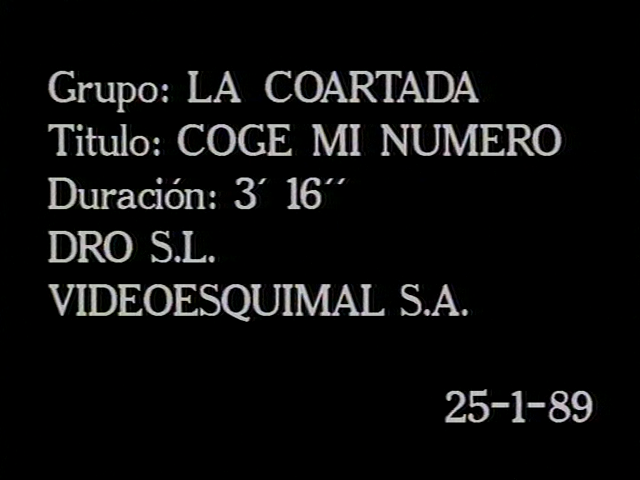 Grupo: LA COARTADA
Titulo: COGE MI NUMERO
Duración: 3´ 16´´
DRO S.L.
VIDEOESQUIMAL S.A.
25-1-89